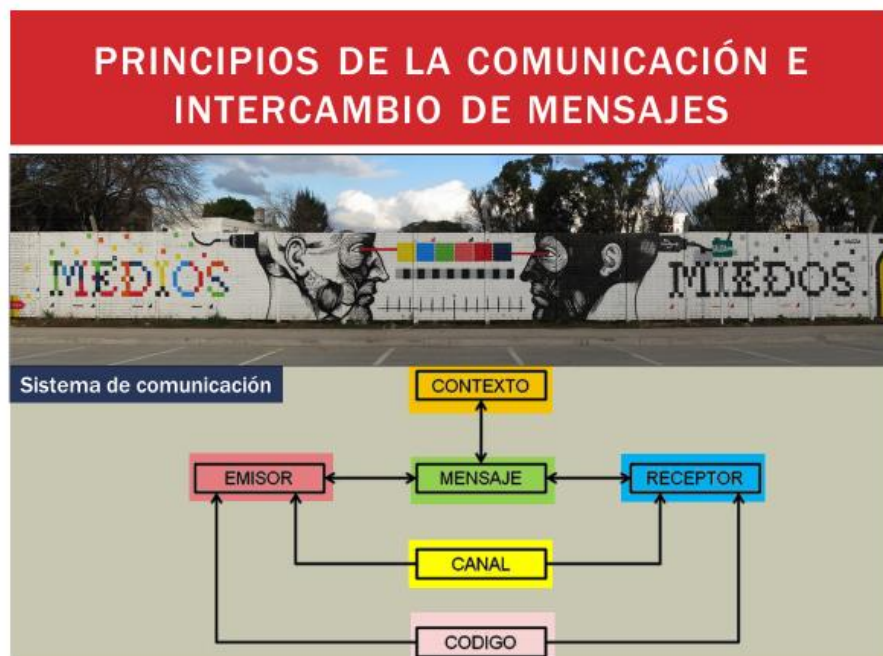 PRINCIPIOS DE LA COMUNICACIÓN E
INTERCAMBIO DE MENSAJES
MEDIOS
MIEDOS
Sistema de comunicación
CONTEXTO
EMISOR
MENSAJE
RECEPTOR
CANAL
CODIGO